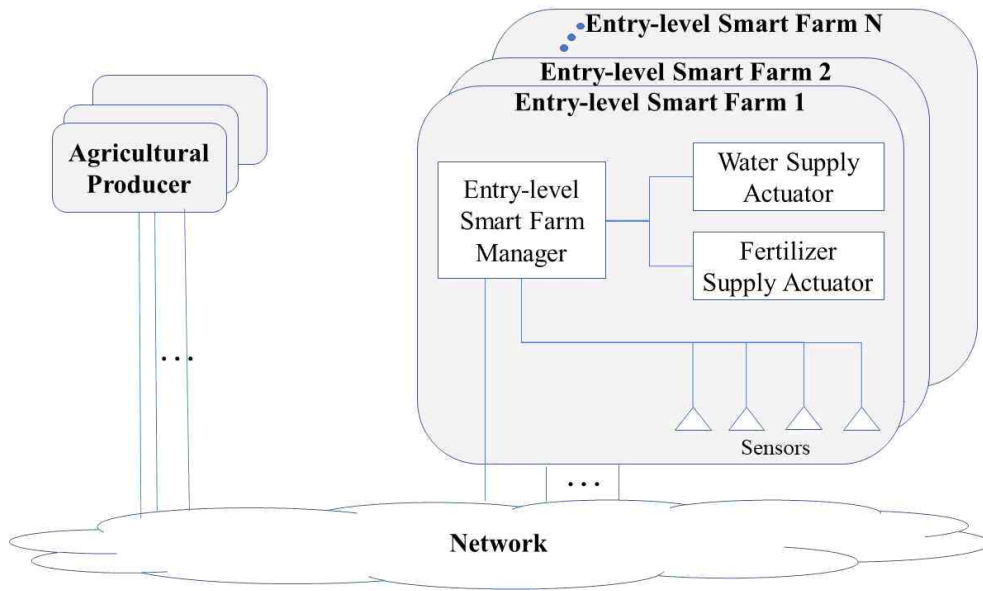 Entry-level Smart Farm N
Entry-level Smart Farm 2
Entry-level Smart Farm 1
Agricultural
Producer
Entry-level
Smart Farm
Manager
Water Supply
Actuator
Fertilizer
Supply Actuator
...
Sensors
...
Network